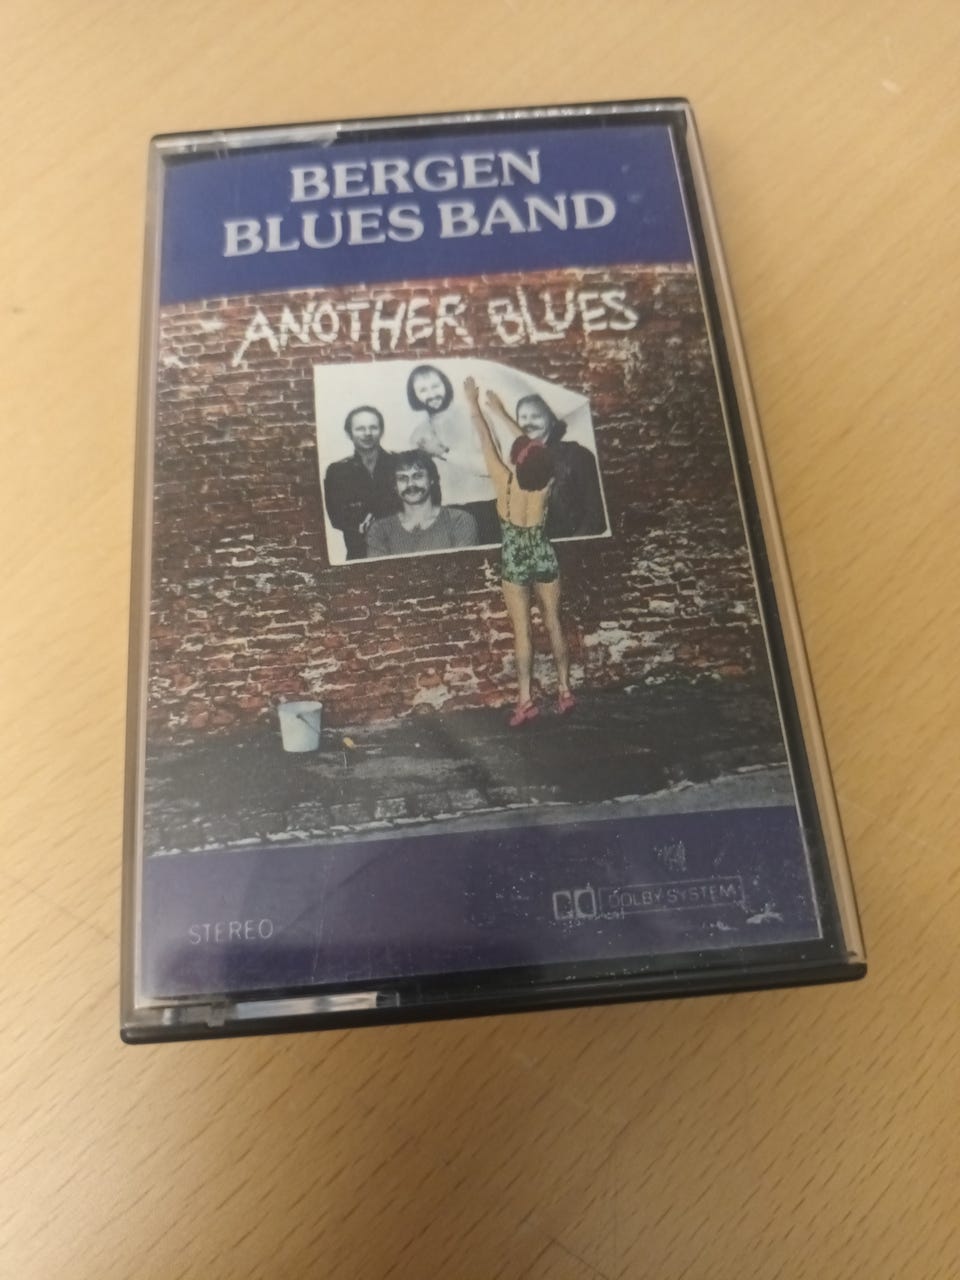 BERGEN
BLUES BAND
ANOTHER BLUES
DOLBY SYSTEM
STEREO